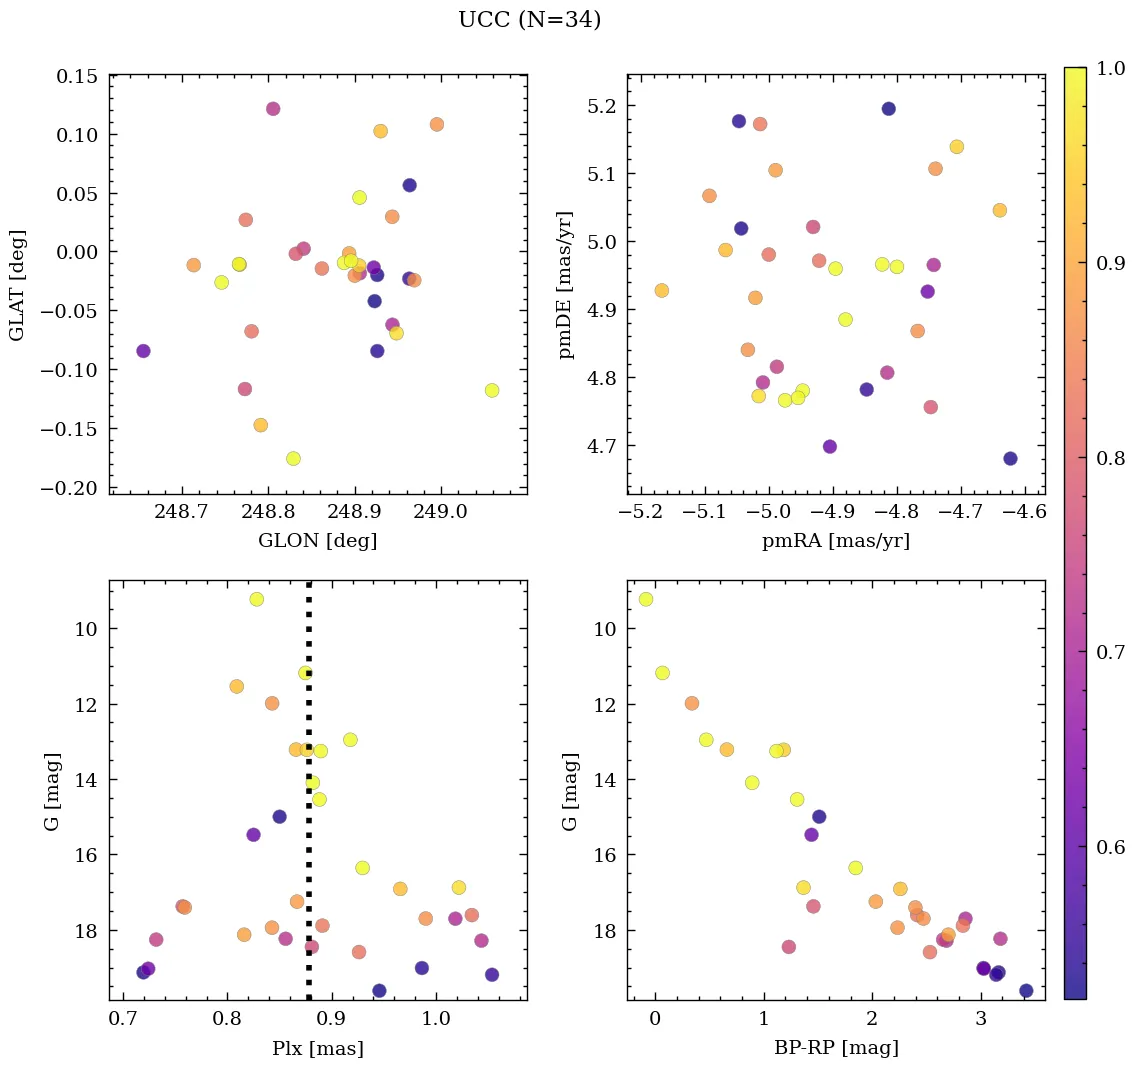 UCC (N=34)
0.15
0.10
0.05
0.00
−0.05
−0.10
−0.15
−0.20
GLAT [deg]
248.7 248.8 248.9 249.0
GLON [deg]
5.2
5.1
5.0
4.9
4.8
4.7
pmDE [mas/yr]
−5.2 −5.1 −5.0 −4.9 −4.8 −4.7 −4.6
pmRA [mas/yr]
10
12
14
16
18
G [mag]
0.7 0.8 0.9 1.0
Plx [mas]
10
12
14
16
18
G [mag]
0 1 2 3
BP-RP [mag]
1.0
0.9
0.8
0.7
0.6